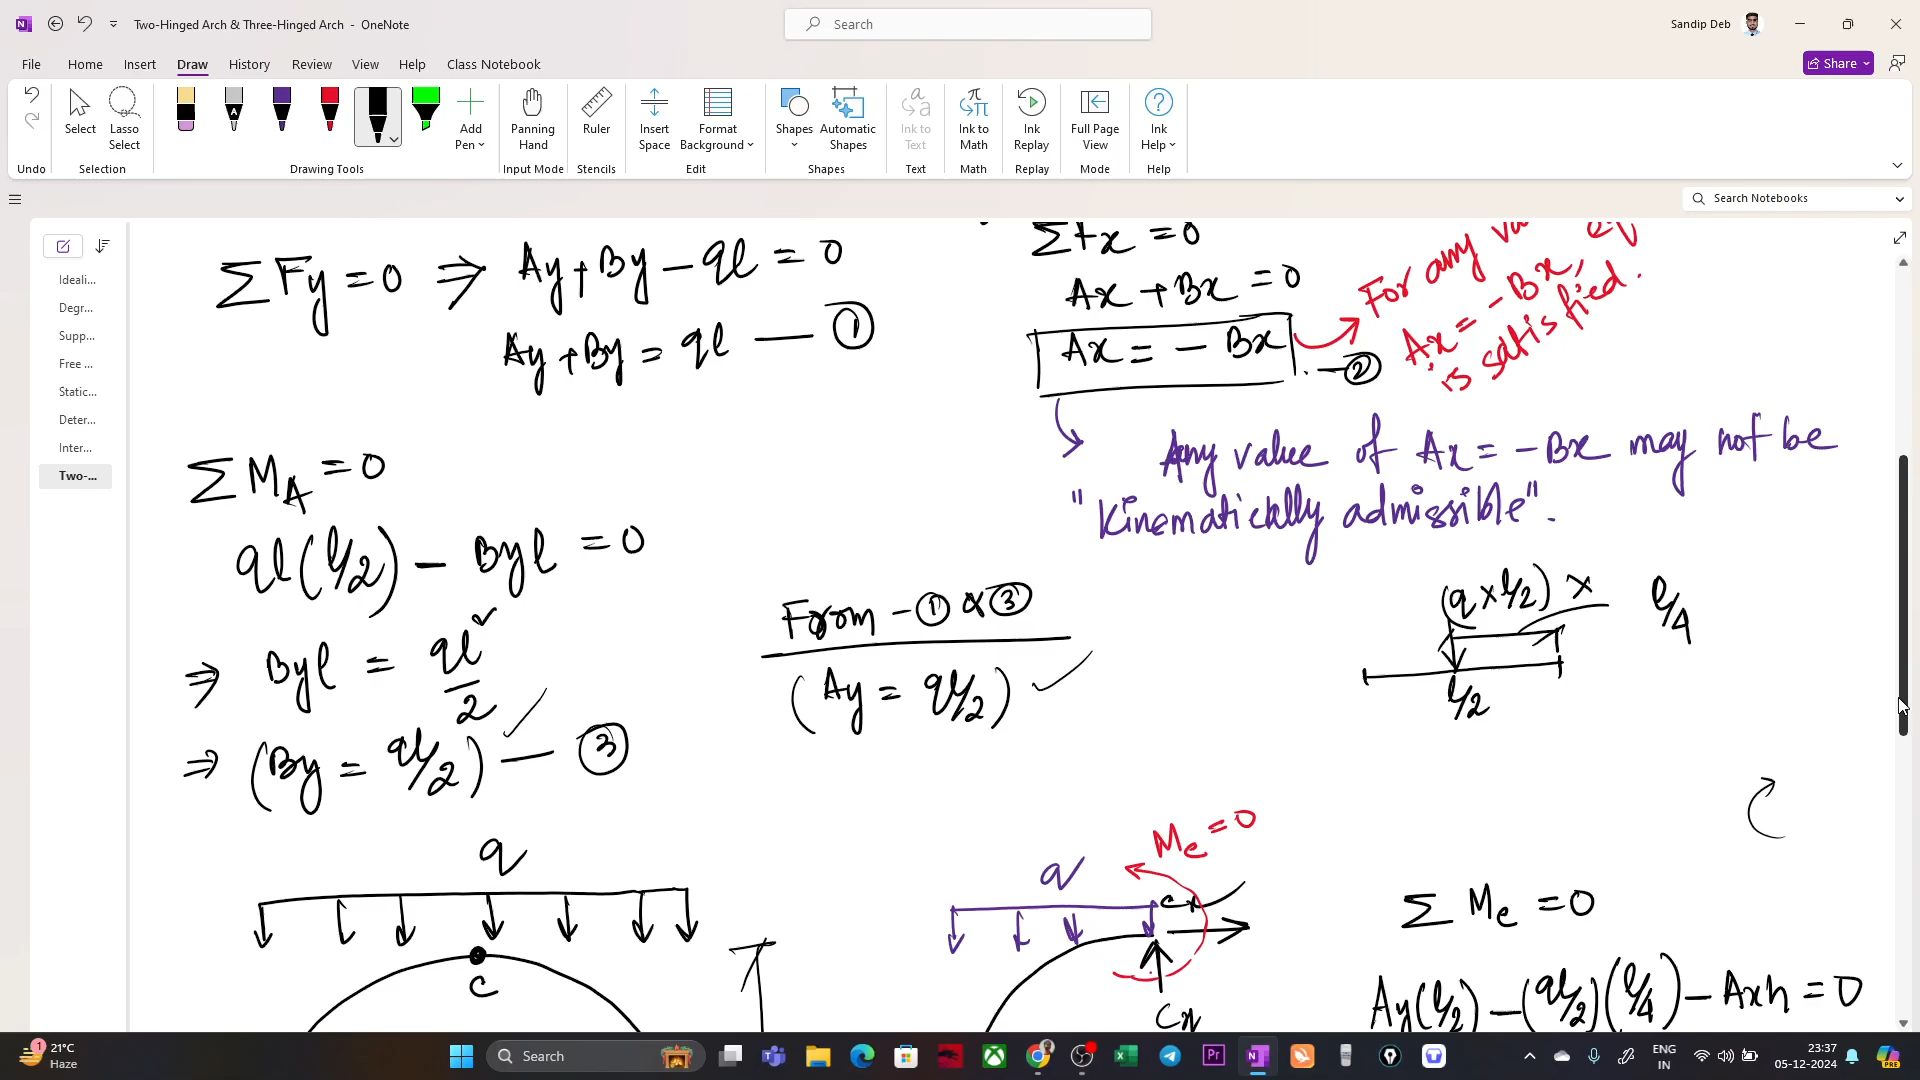 Two-Hinged Arch & Three-Hinged Arch - OneNote
Search
Sandip Deb
File Home Insert Draw History Review View Help Class Notebook
Share
Select
Lasso Select
Add Pen
Panning Hand
Ruler
Insert Space
Format Background
Shapes
Automatic Shapes
Ink to Text
Ink to Math
Ink Replay
Full Page View
Ink Help
Undo Selection Drawing Tools Input Mode Stencils Edit Shapes Text Math Replay Mode Help
Search Notebooks
Ideali...
Degr...
Supp...
Free ...
Static...
Deter...
Inter...
Two-...
ΣFy = 0 ⇒ Ay + By - ql = 0
Ay + By = ql — ①
ΣFx = 0
Ax + Bx = 0
Ax = - Bx . — ②
For any
Ax = - Bx,
is satisfied.
Any value of Ax = - Bx may not be
"kinematically admissible".
ΣM_A = 0
ql(l/2) - Byl = 0
⇒ Byl = ql²/2
⇒ (By = ql/2) — ③
From - ① & ③
(Ay = ql/2) ✓
(q x l/2) x l/4
l/2
q
c
q
Mc = 0
Cx
Cx
ΣMc = 0
Ay(l/2) - (ql/2)(l/4) - Axh = 0
1
21°C
Haze
Search
ENG
IN
23:37
05-12-2024